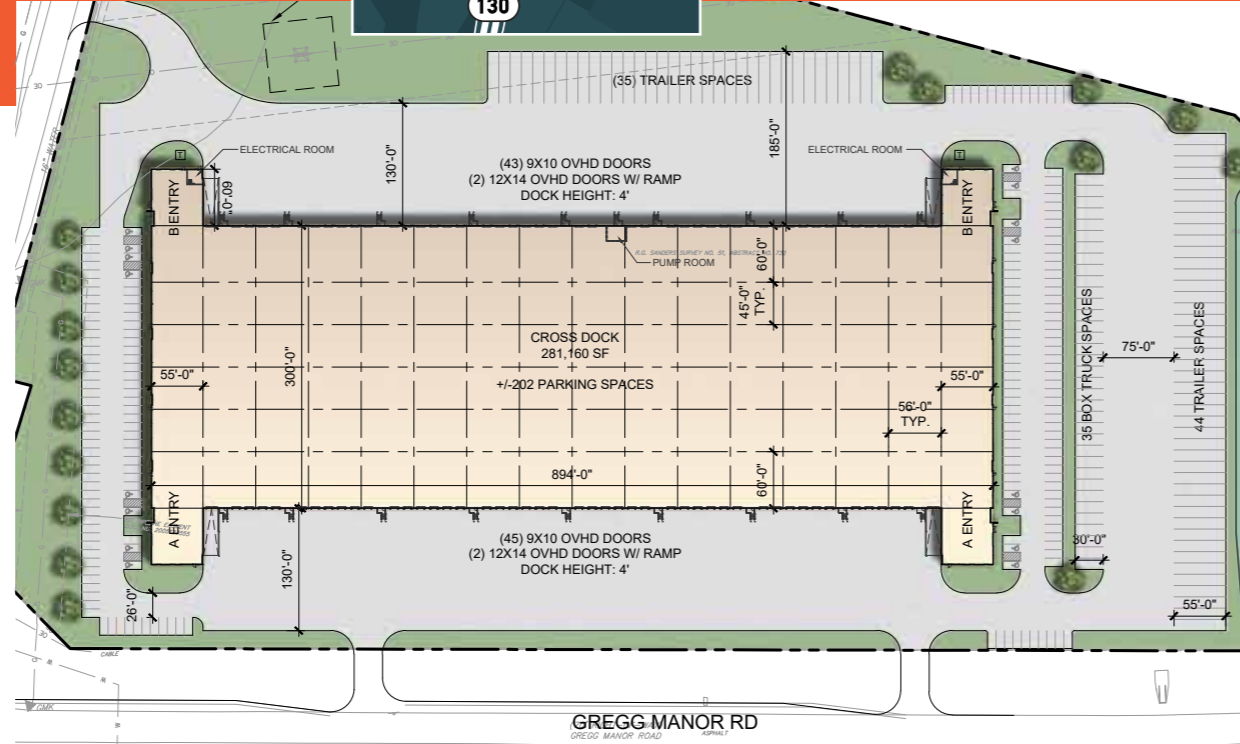 130
(35) TRAILER SPACES
ELECTRICAL ROOM
130'-0"
185'-0"
ELECTRICAL ROOM
(43) 9X10 OVHD DOORS
(2) 12X14 OVHD DOORS W/ RAMP
DOCK HEIGHT: 4'
B ENTRY
60'-0"
B ENTRY
PUMP ROOM
60'-0"
45'-0"
TYP.
CROSS DOCK
281,160 SF
+/-202 PARKING SPACES
300'-0"
55'-0"
55'-0"
56'-0"
TYP.
35 BOX TRUCK SPACES
75'-0"
44 TRAILER SPACES
894'-0"
60'-0"
A ENTRY
A ENTRY
(45) 9X10 OVHD DOORS
(2) 12X14 OVHD DOORS W/ RAMP
DOCK HEIGHT: 4'
130'-0"
26'-0"
30'-0"
55'-0"
CABLE
GREGG MANOR RD
GREGG MANOR ROAD
ASPHALT